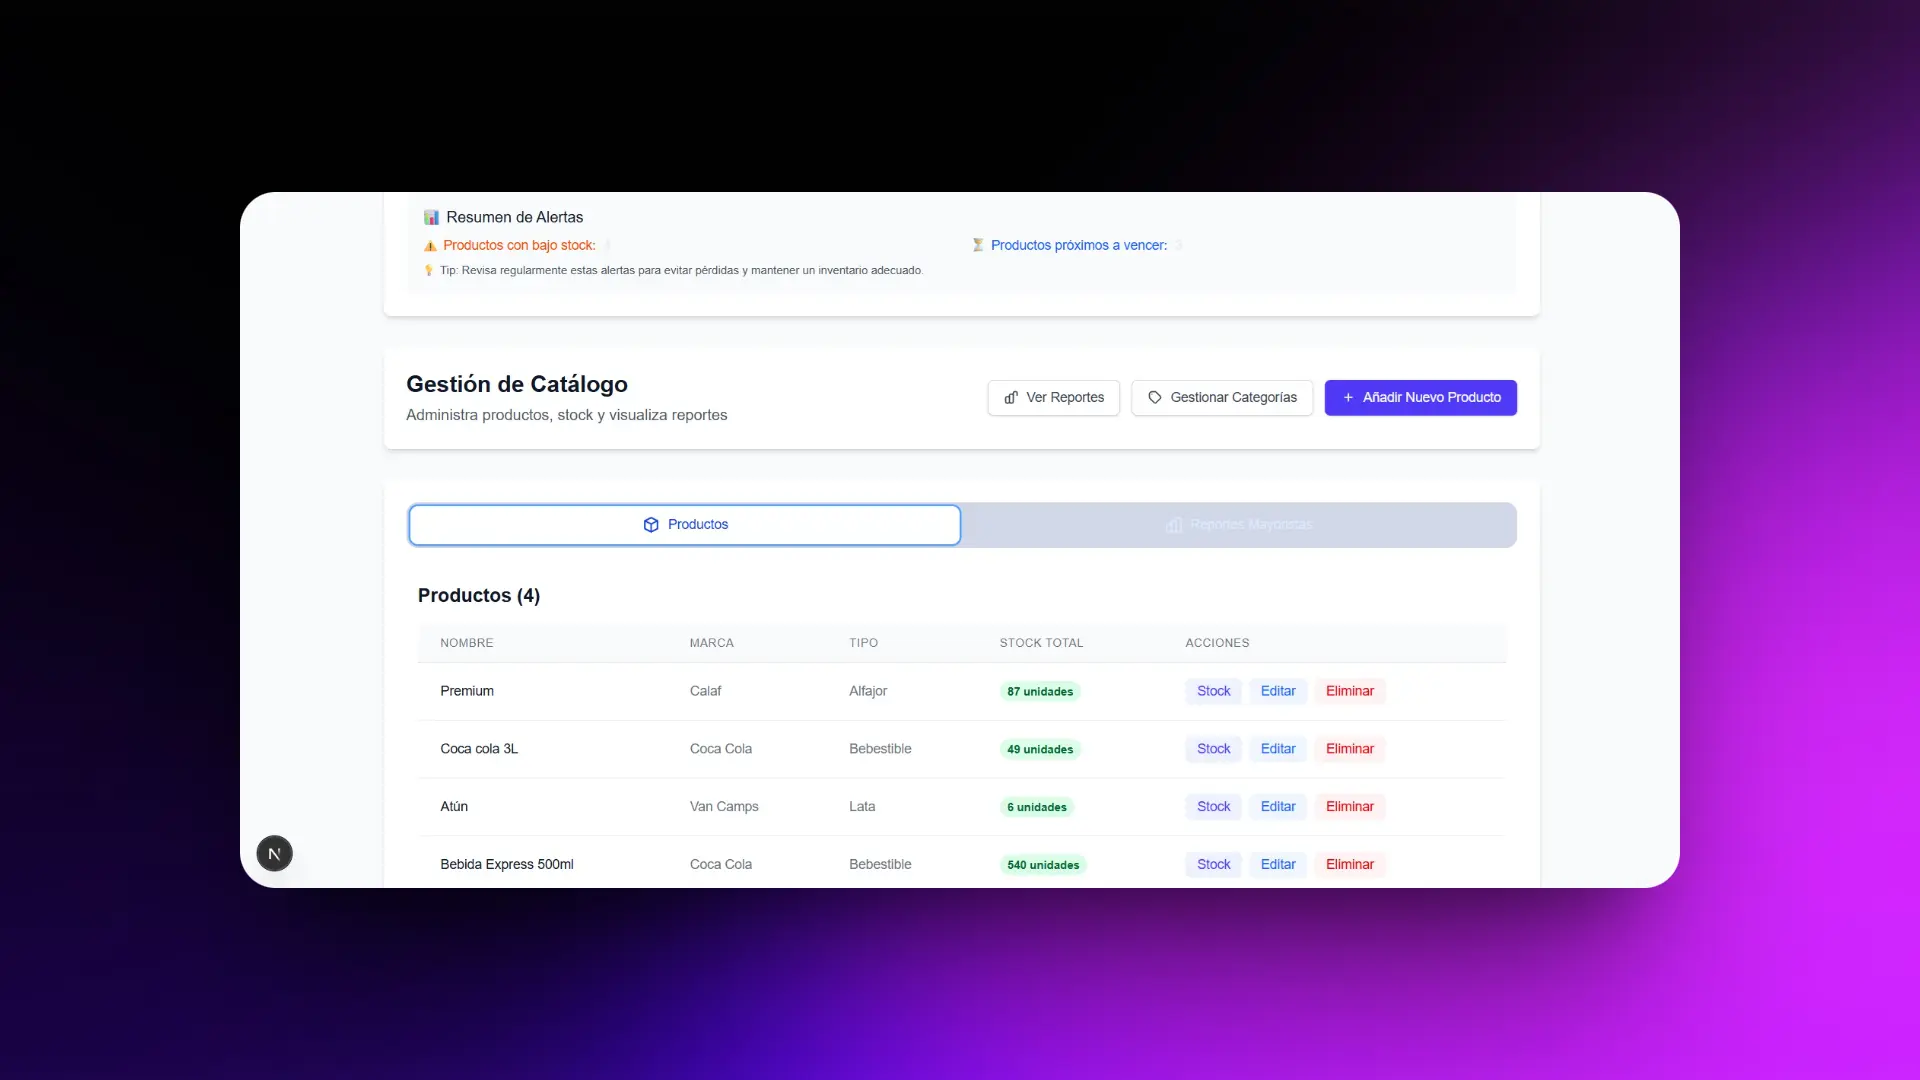 Resumen de Alertas
Productos con bajo stock:
Productos próximos a vencer: 3
Tip: Revisa regularmente estas alertas para evitar pérdidas y mantener un inventario adecuado.
Gestión de Catálogo
Administra productos, stock y visualiza reportes
Ver Reportes
Gestionar Categorías
+ Añadir Nuevo Producto
Productos
Reportes Mayoristas
Productos (4)
NOMBRE MARCA TIPO STOCK TOTAL ACCIONES
Premium Calaf Alfajor 87 unidades Stock Editar Eliminar
Coca cola 3L Coca Cola Bebestible 49 unidades Stock Editar Eliminar
Atún Van Camps Lata 6 unidades Stock Editar Eliminar
Bebida Express 500ml Coca Cola Bebestible 540 unidades Stock Editar Eliminar
N